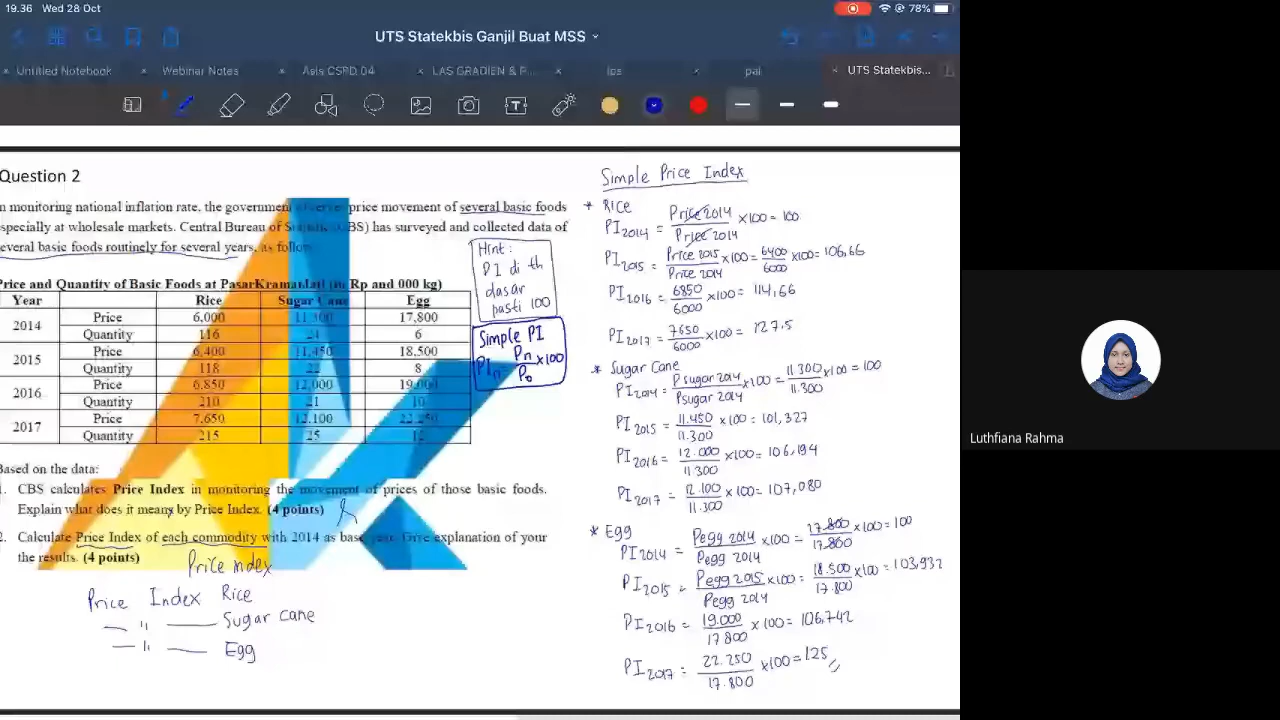 19.36 Wed 28 Oct
78%
UTS Statekbis Ganjil Buat MSS
Untitled Notebook
Webinar Notes
Asis CSPD 04
LAS GRADIEN & P...
ips
pai
UTS Statekbis...
Question 2
n monitoring national inflation rate, the government price movement of several basic foods
specially at wholesale markets. Central Bureau of (CBS) has surveyed and collected data of
everal basic foods routinely for several years, as follow
Price and Quantity of Basic Foods at PasarKramatJati (in Rp and 000 kg)
Year Rice Sugar Cane Egg
2014 Price 6,000 11,300 17,800
Quantity 116 24 6
2015 Price 6,400 11,450 18,500
Quantity 118 22 8
2016 Price 6,850 12,000 19,000
Quantity 210 21 10
2017 Price 7,650 12,100 22,250
Quantity 215 25 12
Based on the data:
1. CBS calculates Price Index in monitoring the movement of prices of those basic foods.
Explain what does it means by Price Index. (4 points)
2. Calculate Price Index of each commodity with 2014 as base year. Give explanation of your
the results. (4 points)
Price index
Price Index Rice
— " — Sugar cane
— " — Egg
Hint:
PI di th
dasar
pasti 100
Simple PI
PIn = Pn/Po x100
Simple Price Index
* Rice
PI2014 = Price 2014/Price 2014 x100 = 100
PI2015 = Price 2015/Price 2014 x100 = 6400/6000 x100 = 106,66
PI2016 = 6850/6000 x100 = 114,66
PI2017 = 7650/6000 x100 = 127.5
* Sugar Cane
PI2014 = Psugar 2014/Psugar 2014 x100 = 11.300/11.300 x100 = 100
PI2015 = 11.450/11.300 x100 = 101,327
PI2016 = 12.000/11.300 x100 = 106,194
PI2017 = 12.100/11.300 x100 = 107,080
* Egg
PI2014 = Pegg 2014/Pegg 2014 x100 = 17.800/17.800 x100 = 100
PI2015 = Pegg 2015/Pegg 2014 x100 = 18.500/17.800 x100 = 103,932
PI2016 = 19.000/17.800 x100 = 106,742
PI2017 = 22.250/17.800 x100 = 125
Luthfiana Rahma